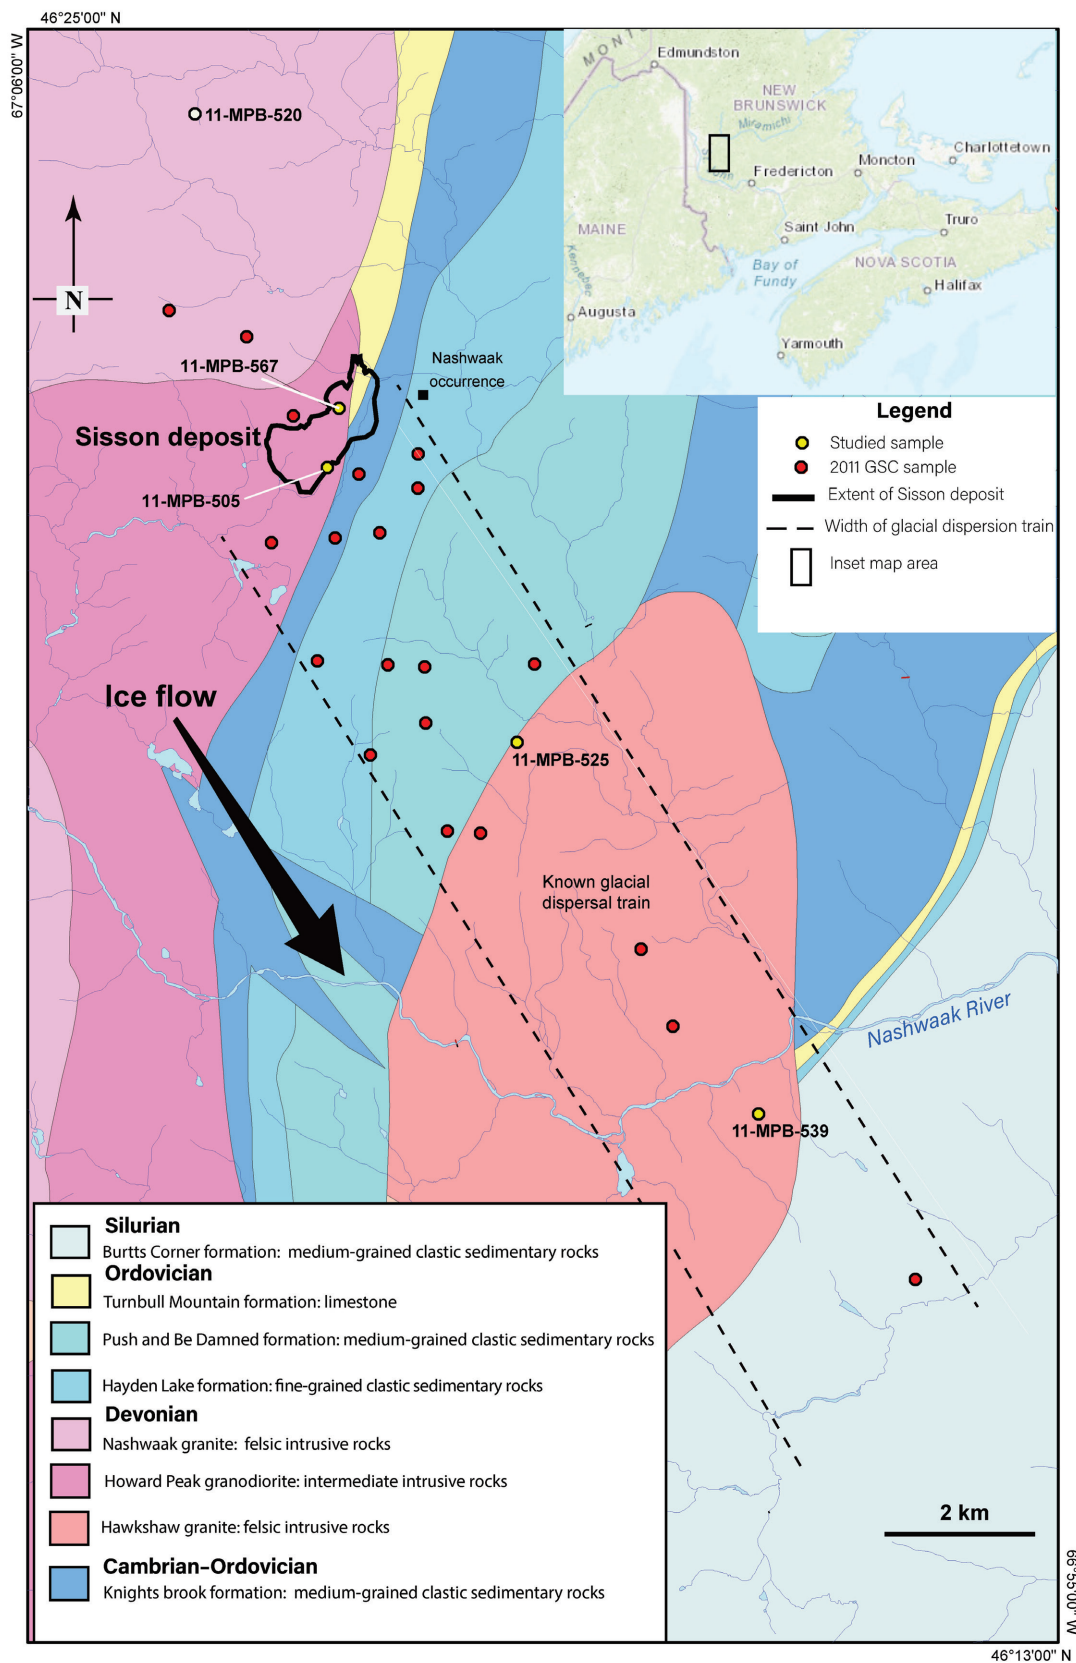 46°25'00" N
67°06'00" W
11-MPB-520
N
11-MPB-567
Nashwaak
occurrence
Sisson deposit
11-MPB-505
Edmundston
NEW
BRUNSWICK
Miramichi
Charlottetown
Moncton
Fredericton
MAINE
Saint John
Truro
Bay of
Fundy
NOVA SCOTIA
Kennebec
Halifax
Augusta
Yarmouth
Legend
Studied sample
2011 GSC sample
Extent of Sisson deposit
Width of glacial dispersion train
Inset map area
Ice flow
11-MPB-525
Known glacial
dispersal train
Nashwaak River
11-MPB-539
Silurian
Burtts Corner formation: medium-grained clastic sedimentary rocks
Ordovician
Turnbull Mountain formation: limestone
Push and Be Damned formation: medium-grained clastic sedimentary rocks
Hayden Lake formation: fine-grained clastic sedimentary rocks
Devonian
Nashwaak granite: felsic intrusive rocks
Howard Peak granodiorite: intermediate intrusive rocks
Hawkshaw granite: felsic intrusive rocks
Cambrian–Ordovician
Knights brook formation: medium-grained clastic sedimentary rocks
2 km
66°55'00" W
46°13'00" N